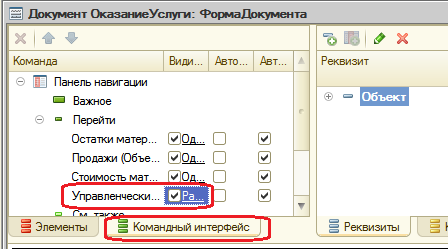 Документ ОказаниеУслуги: ФормаДокумента
Команда Види... Авто... Авт...
Панель навигации
Важное
Перейти
Остатки матер... Од...
Продажи (Объе... Од...
Стоимость мат... Од...
Управленчески... Ра...
См. также
Элементы Командный интерфейс
Реквизит
Объект
Реквизиты